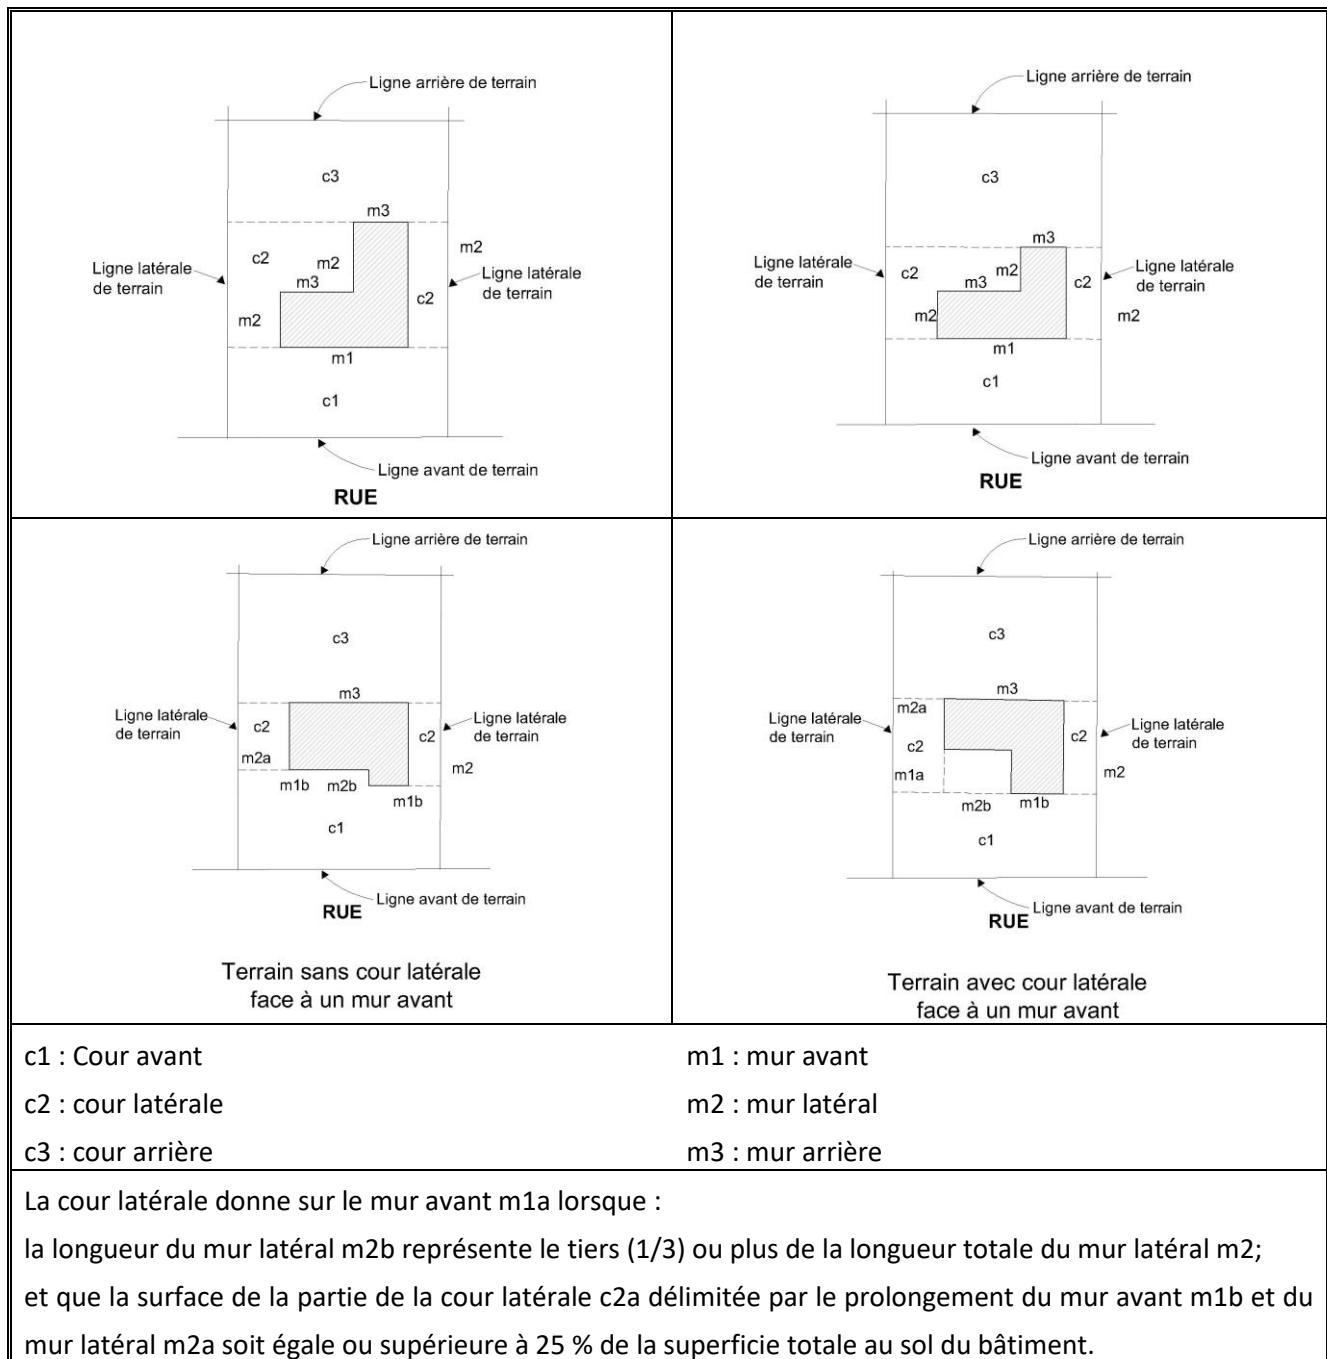 Ligne arrière de terrain
c3
m3
c2
m2
m2
Ligne latérale
de terrain
m3
Ligne latérale
de terrain
c2
m2
m1
c1
Ligne avant de terrain
RUE
Ligne arrière de terrain
c3
m3
Ligne latérale
de terrain
c2
m2
m3
c2
Ligne latérale
de terrain
m2
m2
m1
c1
Ligne avant de terrain
RUE
Ligne arrière de terrain
c3
m3
Ligne latérale
de terrain
c2
c2
Ligne latérale
de terrain
m2a
m2
m1b
m2b
m1b
c1
Ligne avant de terrain
RUE
Terrain sans cour latérale
face à un mur avant
Ligne arrière de terrain
c3
m3
m2a
Ligne latérale
de terrain
c2
c2
Ligne latérale
de terrain
m1a
m2
m2b
m1b
c1
Ligne avant de terrain
RUE
Terrain avec cour latérale
face à un mur avant
c1 : Cour avant
m1 : mur avant
c2 : cour latérale
m2 : mur latéral
c3 : cour arrière
m3 : mur arrière
La cour latérale donne sur le mur avant m1a lorsque :
la longueur du mur latéral m2b représente le tiers (1/3) ou plus de la longueur totale du mur latéral m2;
et que la surface de la partie de la cour latérale c2a délimitée par le prolongement du mur avant m1b et du
mur latéral m2a soit égale ou supérieure à 25 % de la superficie totale au sol du bâtiment.